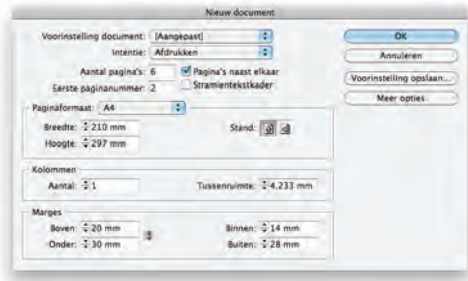 Nieuw document
Voorinstelling document: [Aangepast]
OK
Intentie: Afdrukken
Annuleren
Aantal pagina's: 6 Pagina's naast elkaar
Voorinstelling opslaan...
Eerste paginanummer: 2 Stramientekstkader
Meer opties
Paginaformaat: A4
Breedte: 210 mm Stand:
Hoogte: 297 mm
Kolommen
Aantal: 1 Tussenruimte: 4,233 mm
Marges
Boven: 20 mm Binnen: 14 mm
Onder: 30 mm Buiten: 28 mm